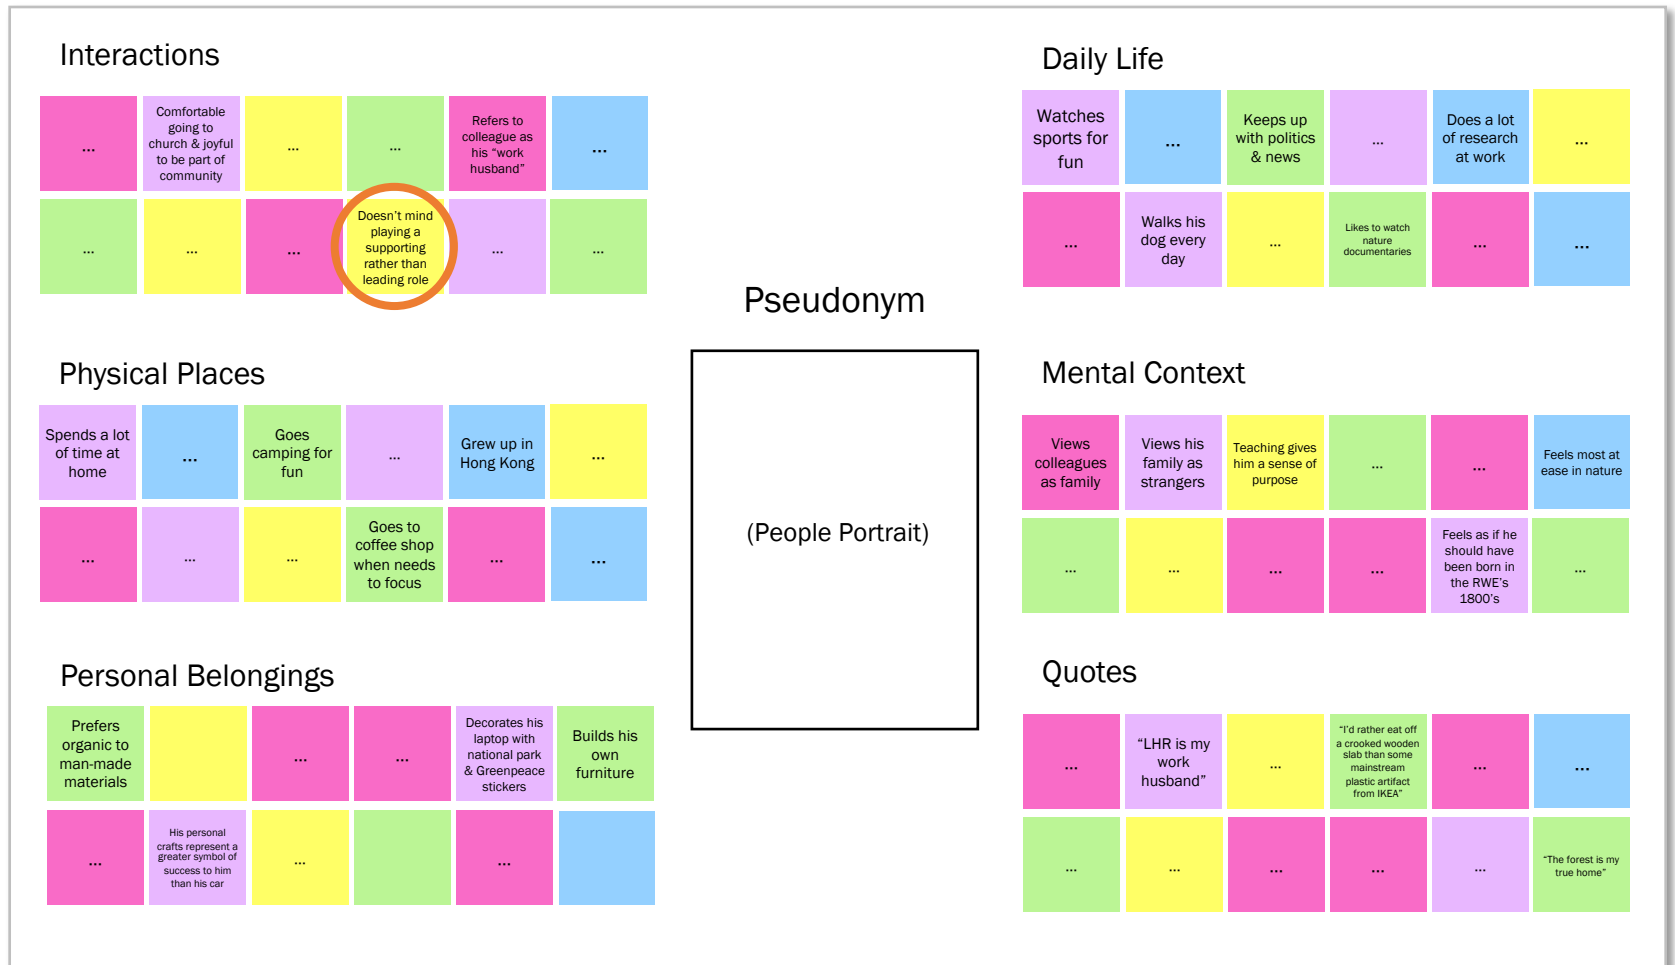 Interactions
...
Comfortable
going to
church & joyful
to be part of
community
...
...
Refers to
colleague as
his “work
husband”
...
...
...
...
Doesn’t mind
playing a
supporting
rather than
leading role
...
...
Physical Places
Spends a lot
of time at
home
...
Goes
camping for
fun
...
Grew up in
Hong Kong
...
...
...
...
Goes to
coffee shop
when needs
to focus
...
...
Personal Belongings
Prefers
organic to
man-made
materials
...
...
Decorates his
laptop with
national park
& Greenpeace
stickers
Builds his
own
furniture
...
His personal
crafts represent a
greater symbol of
success to him
than his car
...
...
Pseudonym
(People Portrait)
Daily Life
Watches
sports for
fun
...
Keeps up
with politics
& news
...
Does a lot
of research
at work
...
...
Walks his
dog every
day
...
Likes to watch
nature
documentaries
...
...
Mental Context
Views
colleagues
as family
Views his
family as
strangers
Teaching gives
him a sense of
purpose
...
...
Feels most at
ease in nature
...
...
...
...
Feels as if he
should have
been born in
the RWE’s
1800’s
...
Quotes
...
“LHR is my
work
husband”
...
“I’d rather eat off
a crooked wooden
slab than some
mainstream
plastic artifact
from IKEA”
...
...
...
...
...
...
...
“The forest is my
true home”